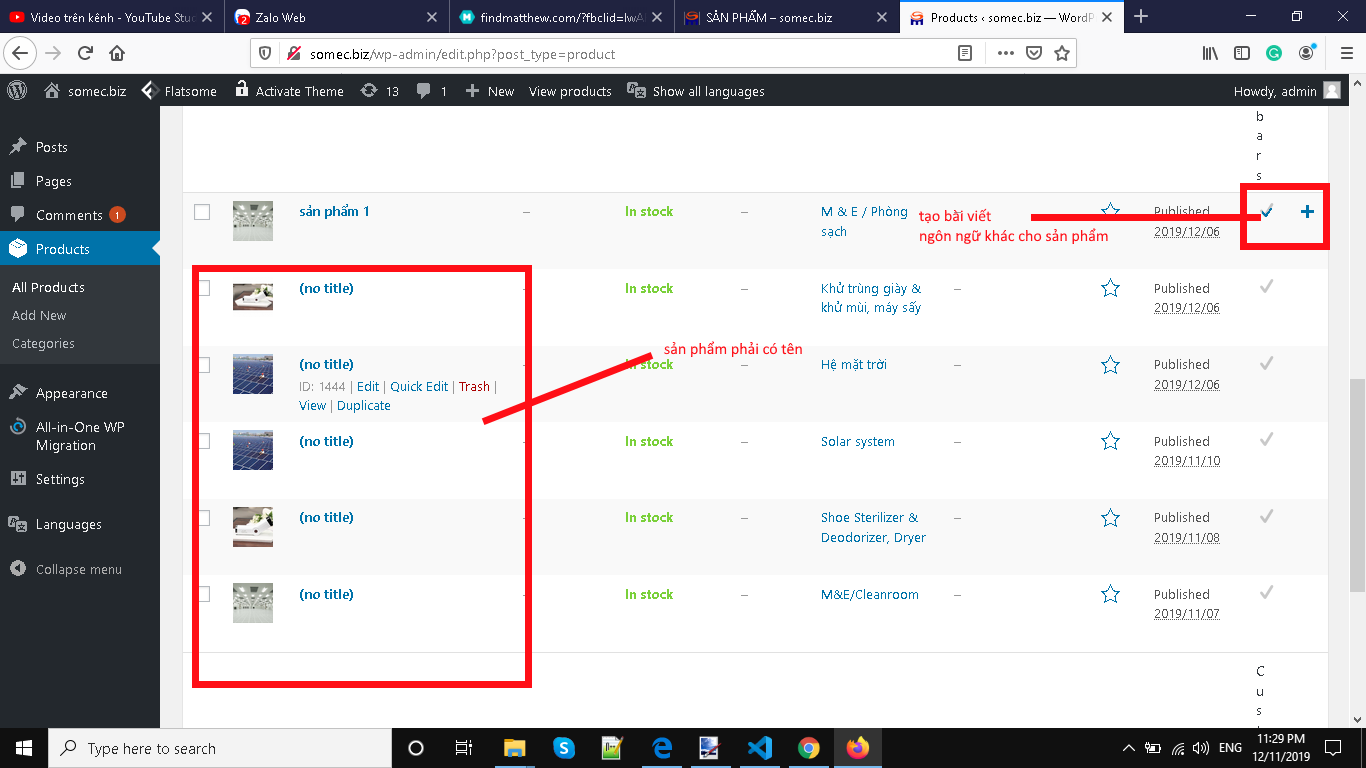 Video trên kênh - YouTube Stu
Zalo Web
findmatthew.com/?fbclid=IwA
SẢN PHẨM – somec.biz
Products ‹ somec.biz — WordP
somec.biz/wp-admin/edit.php?post_type=product
somec.biz
Flatsome
Activate Theme
13
1
New
View products
Show all languages
Howdy, admin
Posts
Pages
Comments 1
Products
All Products
Add New
Categories
Appearance
All-in-One WP
Migration
Settings
Languages
Collapse menu
b
a
r
s
sản phẩm 1
–
In stock
–
M & E / Phòng
sạch
tạo bài viết
ngôn ngữ khác cho sản phẩm
Published
2019/12/06
(no title)
–
In stock
–
Khử trùng giày &
khử mùi, máy sấy
–
Published
2019/12/06
sản phẩm phải có tên
(no title)
ID: 1444 | Edit | Quick Edit | Trash |
View | Duplicate
–
In stock
–
Hệ mặt trời
–
Published
2019/12/06
(no title)
–
In stock
–
Solar system
–
Published
2019/11/10
(no title)
–
In stock
–
Shoe Sterilizer &
Deodorizer, Dryer
–
Published
2019/11/08
(no title)
–
In stock
–
M&E/Cleanroom
–
Published
2019/11/07
C
u
s
Type here to search
ENG
11:29 PM
12/11/2019